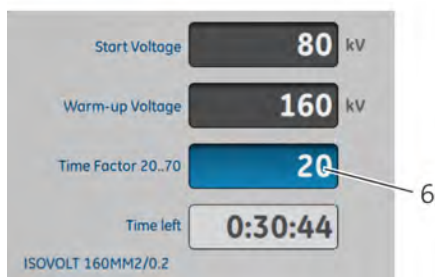 Start Voltage 80 kV
Warm-up Voltage 160 kV
Time Factor 20..70 20
6
Time left 0:30:44
ISOVOLT 160MM2/0.2